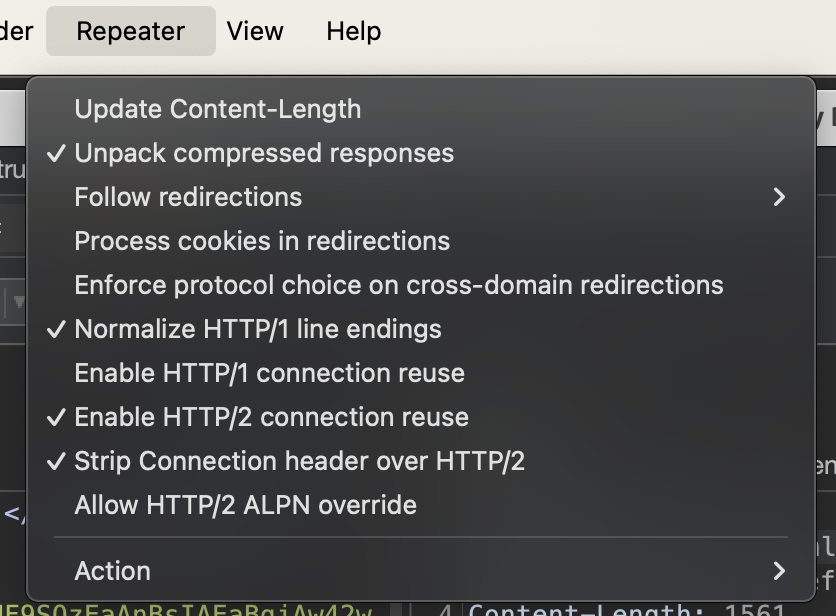 der Repeater View Help
Update Content-Length
✓ Unpack compressed responses
Follow redirections
Process cookies in redirections
Enforce protocol choice on cross-domain redirections
✓ Normalize HTTP/1 line endings
Enable HTTP/1 connection reuse
✓ Enable HTTP/2 connection reuse
✓ Strip Connection header over HTTP/2
Allow HTTP/2 ALPN override
Action
4 Content-Length: 1561